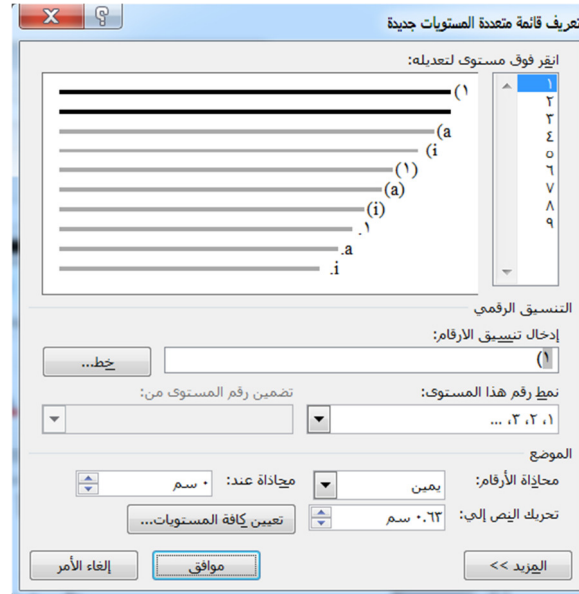 تعريف قائمة متعددة المستويات جديدة
انقر فوق مستوى لتعديله:
١
٢
٣
٤
٥
٦
٧
٨
٩
١)
a)
i)
(١)
(a)
(i)
١.
a.
i.
التنسيق الرقمي
إدخال تنسيق الارقام:
١)
خط...
نمط رقم هذا المستوى:
تضمين رقم المستوى من:
١، ٢، ٣، ...
الموضع
محاذاة الأرقام:
يمين
محاذاة عند:
٠ سم
تحريك النص إلي:
٠.٦٣ سم
تعيين كافة المستويات...
المزيد >>
موافق
إلغاء الأمر